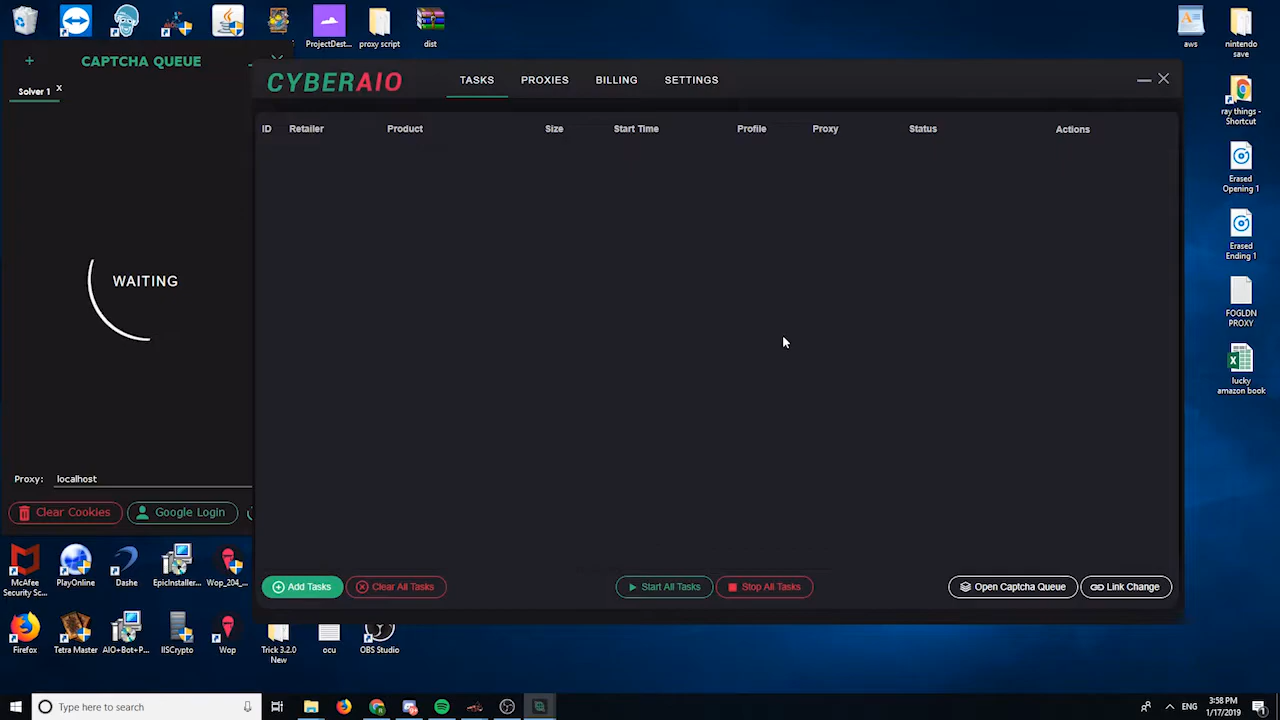 ProjectDest...
proxy script
dist
aws
nintendo
save
CAPTCHA QUEUE
Solver 1
x
WAITING
Proxy:
localhost
Clear Cookies
Google Login
CYBERAIO
TASKS
PROXIES
BILLING
SETTINGS
ID
Retailer
Product
Size
Start Time
Profile
Proxy
Status
Actions
Add Tasks
Clear All Tasks
Start All Tasks
Stop All Tasks
Open Captcha Queue
Link Change
ray things -
Shortcut
Erased
Opening 1
Erased
Ending 1
FOGLDN
PROXY
lucky
amazon book
McAfee
Security Sc...
PlayOnline
Dashe
EpicInstaller...
Wop_204_...
Firefox
Tetra Master
AIO+Bot+P...
IISCrypto
Wop
Trick 3.2.0
New
ocu
OBS Studio
Type here to search
ENG
3:58 PM
1/17/2019